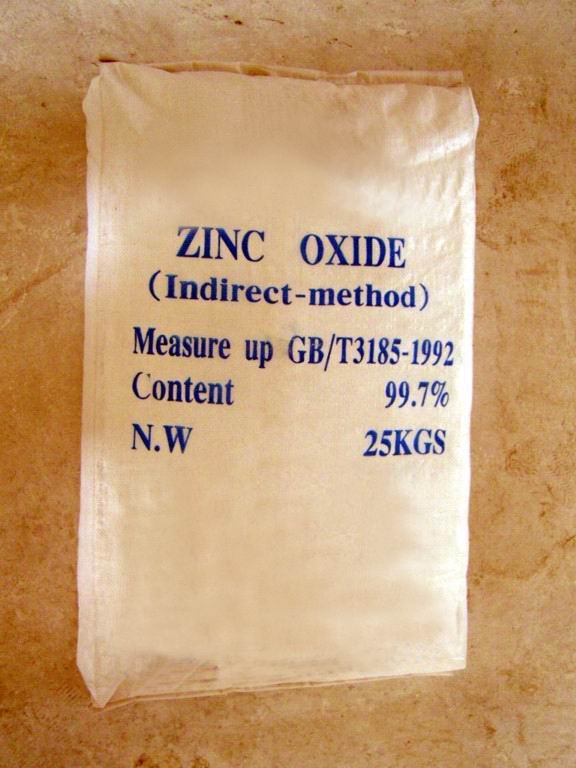 ZINC OXIDE
(Indirect-method)
Measure up GB/T3185-1992
Content 99.7%
N.W 25KGS